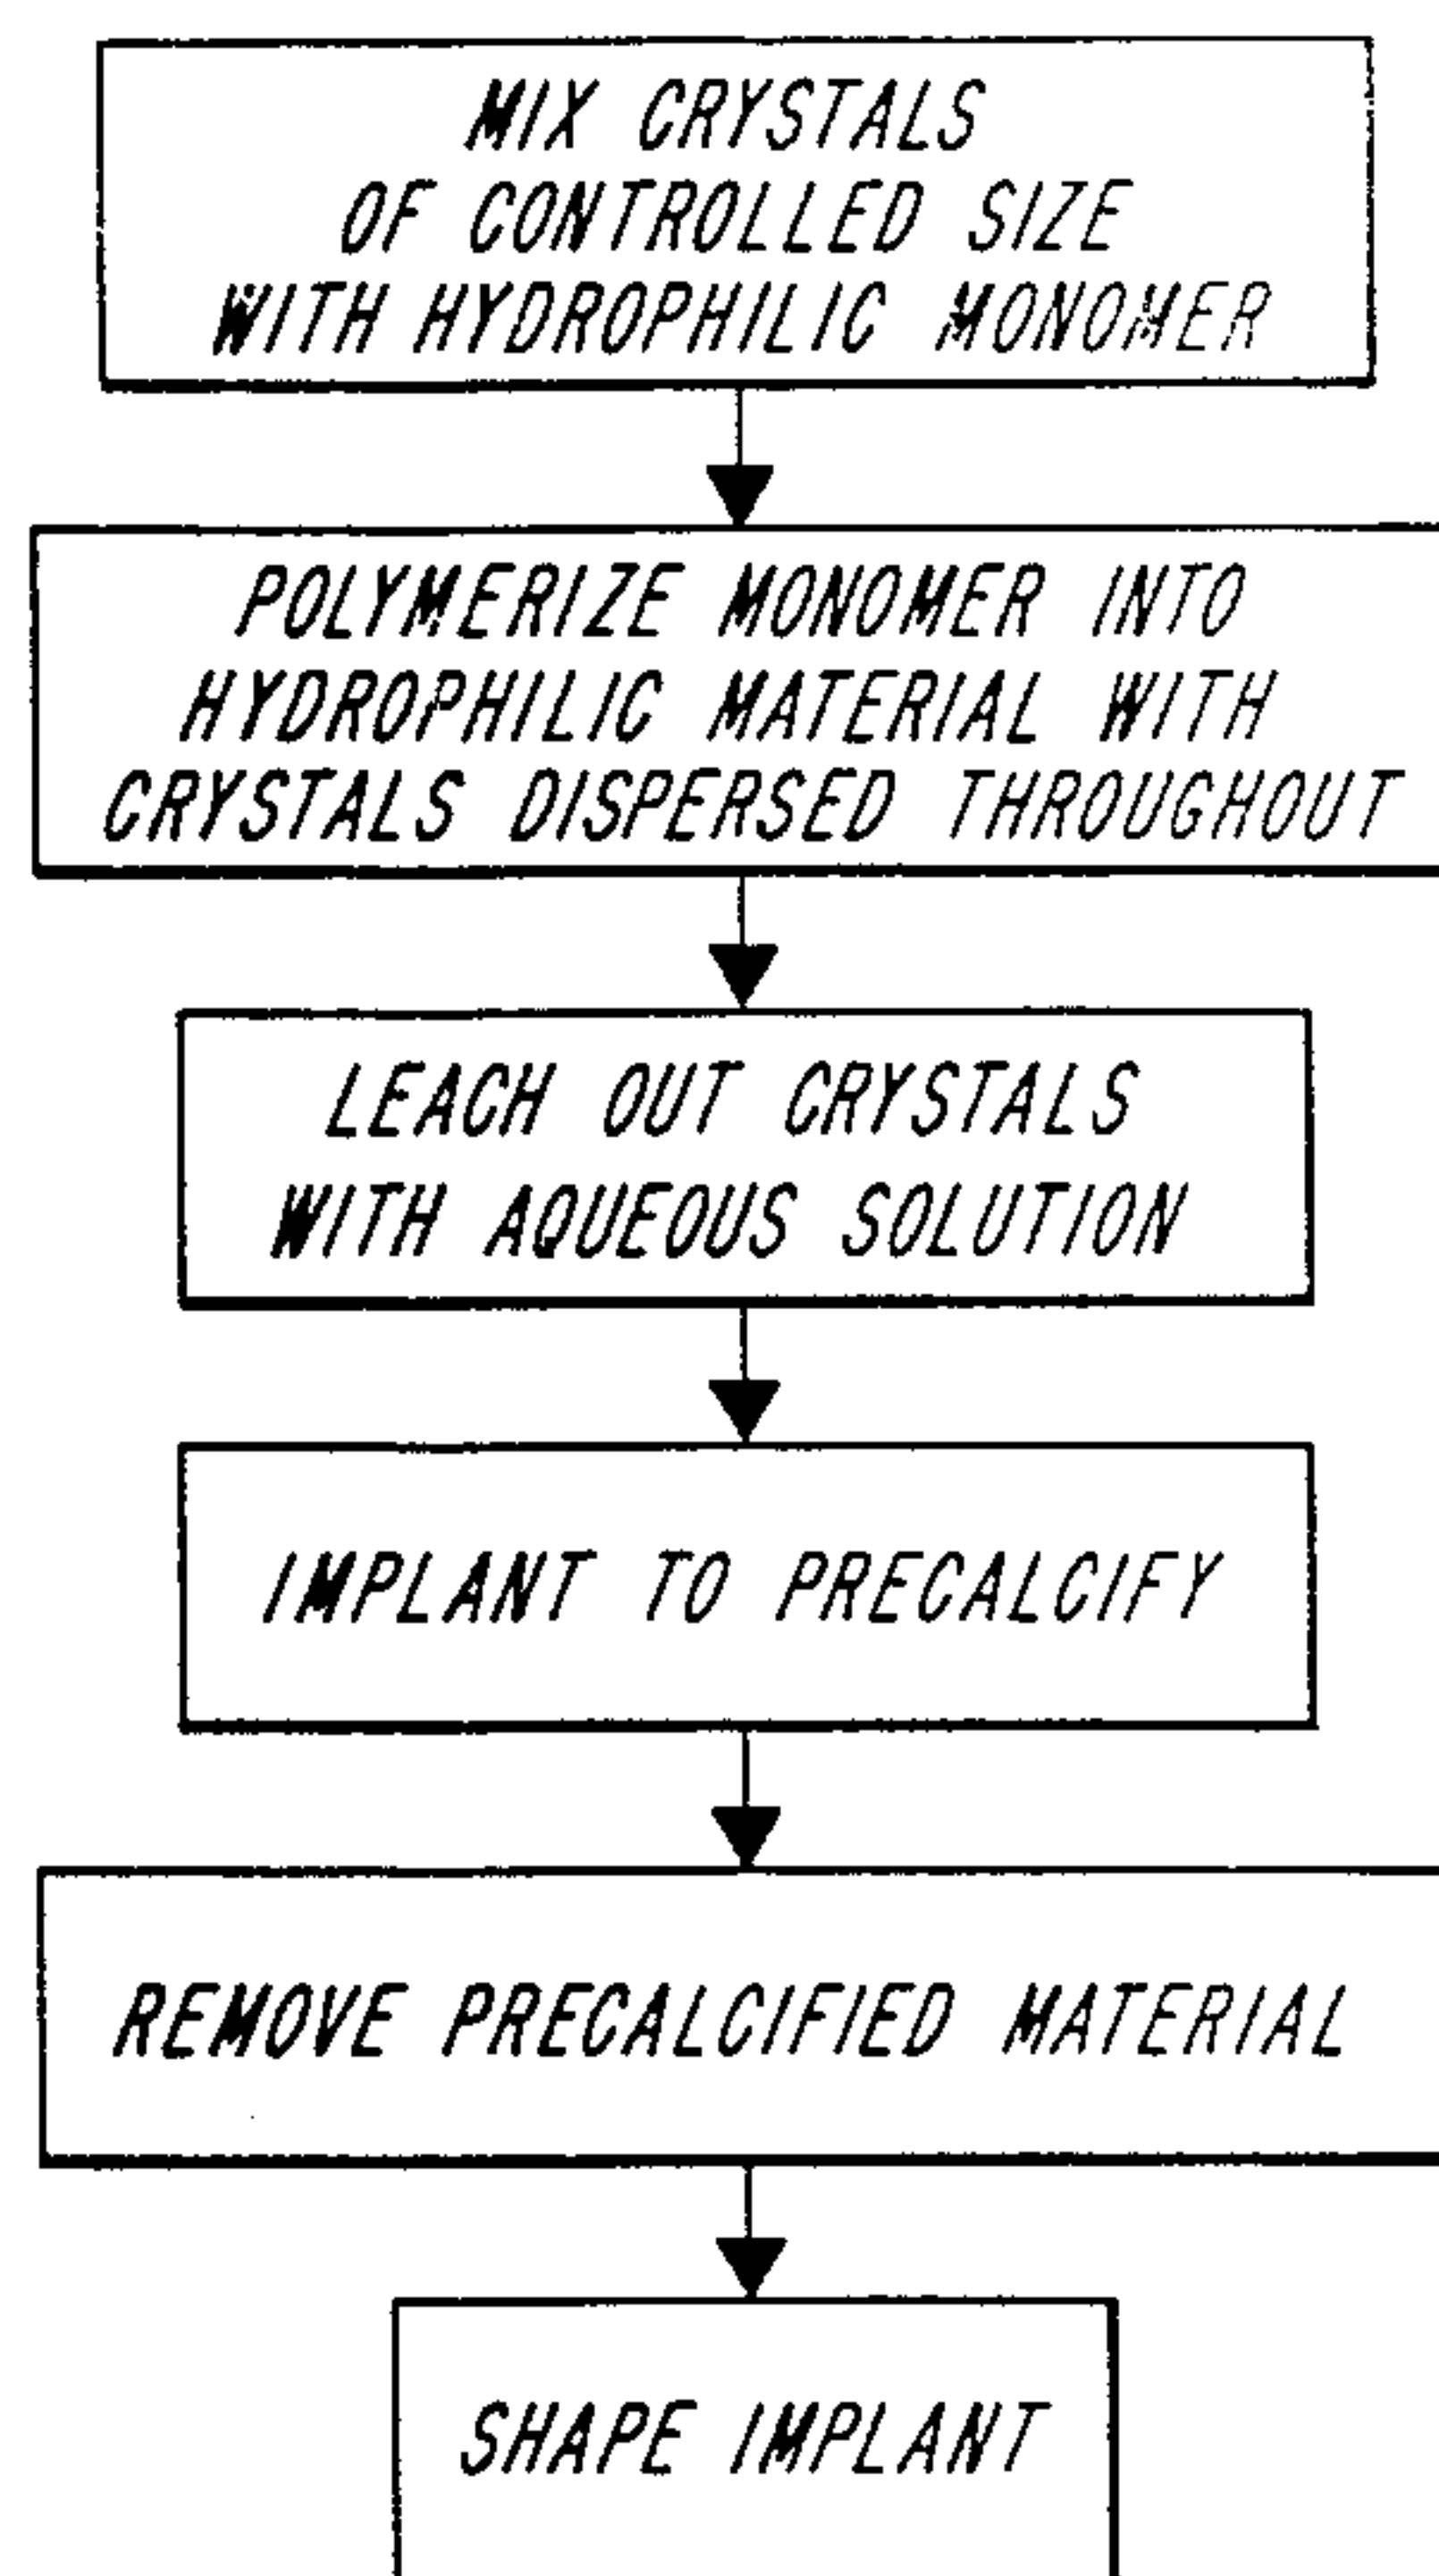 MIX CRYSTALS
OF CONTROLLED SIZE
WITH HYDROPHILIC MONOMER
POLYMERIZE MONOMER INTO
HYDROPHILIC MATERIAL WITH
CRYSTALS DISPERSED THROUGHOUT
LEACH OUT CRYSTALS
WITH AQUEOUS SOLUTION
IMPLANT TO PRECALCIFY
REMOVE PRECALCIFIED MATERIAL
SHAPE IMPLANT